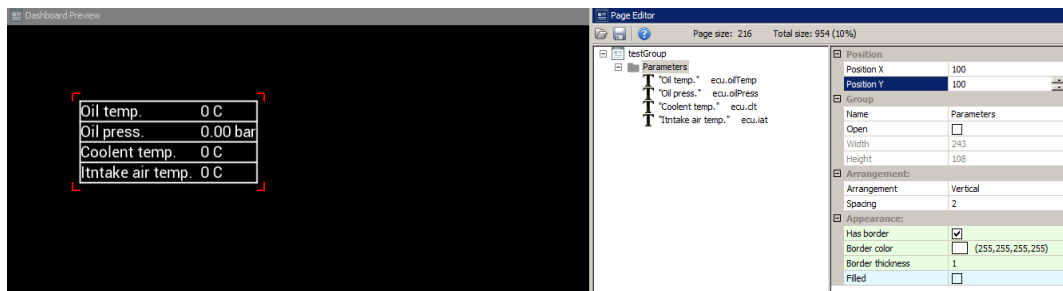 Dashboard Preview
Oil temp. 0 C
Oil press. 0.00 bar
Coolent temp. 0 C
Itntake air temp. 0 C
Page Editor
Page size: 216 Total size: 954 (10%)
testGroup
Parameters
"Oil temp." ecu.oilTemp
"Oil press." ecu.oilPress
"Coolent temp." ecu.clt
"Itntake air temp." ecu.iat
Position
Position X 100
Position Y 100
Group
Name Parameters
Open
Width 243
Height 108
Arrangement:
Arrangement Vertical
Spacing 2
Appearance:
Has border
Border color (255,255,255,255)
Border thickness 1
Filled